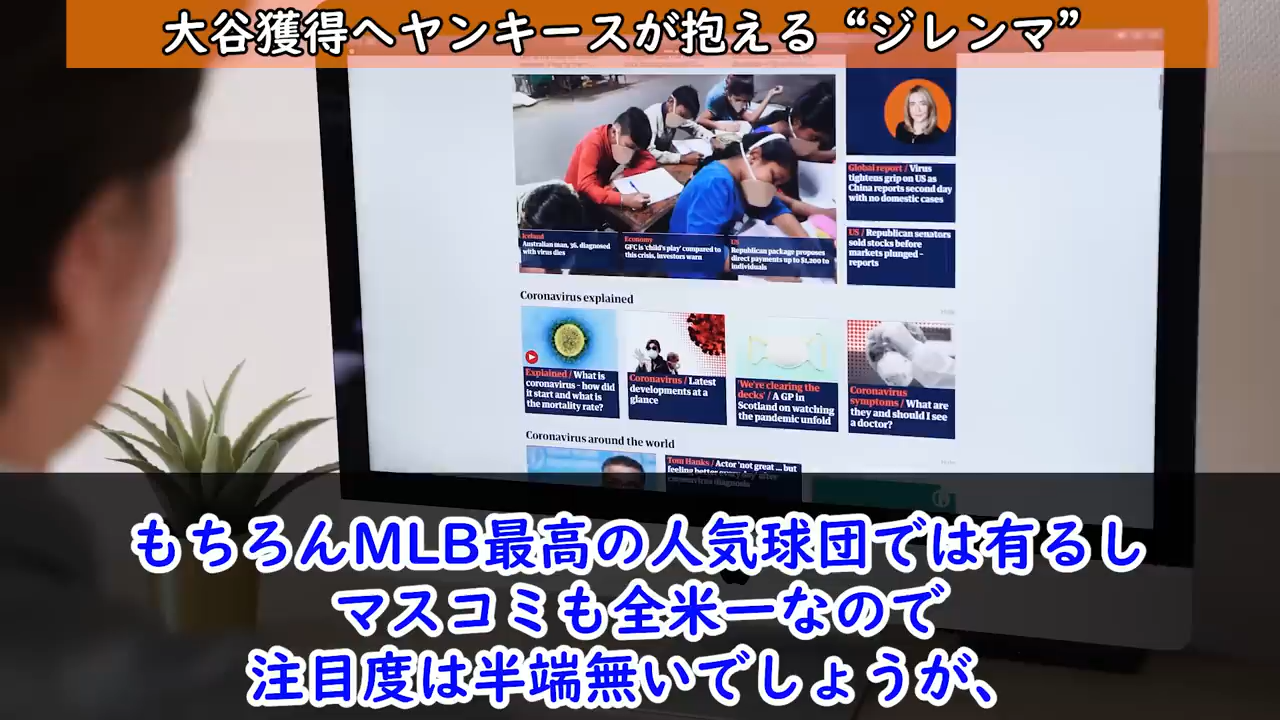 大谷獲得へヤンキースが抱える“ジレンマ”
Global report / Virus
tightens grip on US as
China reports second day
with no domestic cases
US / Republican senators
sold stocks before
markets plunged –
reports
Iceland
Australian man, 36, diagnosed
with virus dies
Economy
GFC is 'child's play' compared to
this crisis, investors warn
US
Republican package proposes
direct payments up to $1,200 to
individuals
Coronavirus explained
Explained / What is
coronavirus – how did
it start and what is
the mortality rate?
Coronavirus / Latest
developments at a
glance
'We're clearing the
decks' / A GP in
Scotland on watching
the pandemic unfold
Coronavirus
symptoms / What are
they and should I see
a doctor?
Coronavirus around the world
Tom Hanks / Actor 'not great ... but
feeling better every day' after
coronavirus diagnosis
もちろんMLB最高の人気球団では有るし
マスコミも全米一なので
注目度は半端無いでしょうが、